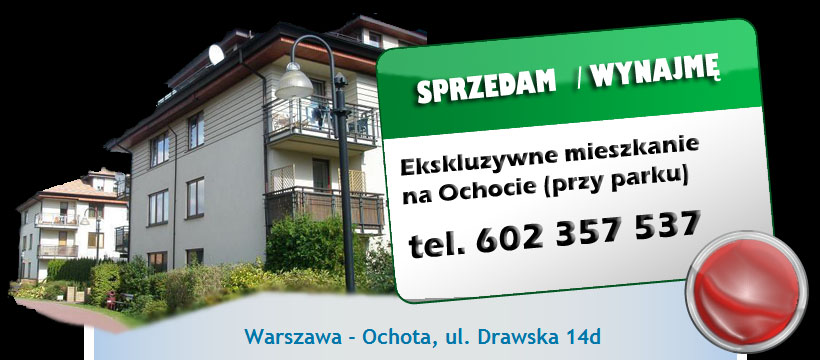 SPRZEDAM / WYNAJMĘ
Ekskluzywne mieszkanie
na Ochocie (przy parku)
tel. 602 357 537
Warszawa - Ochota, ul. Drawska 14d